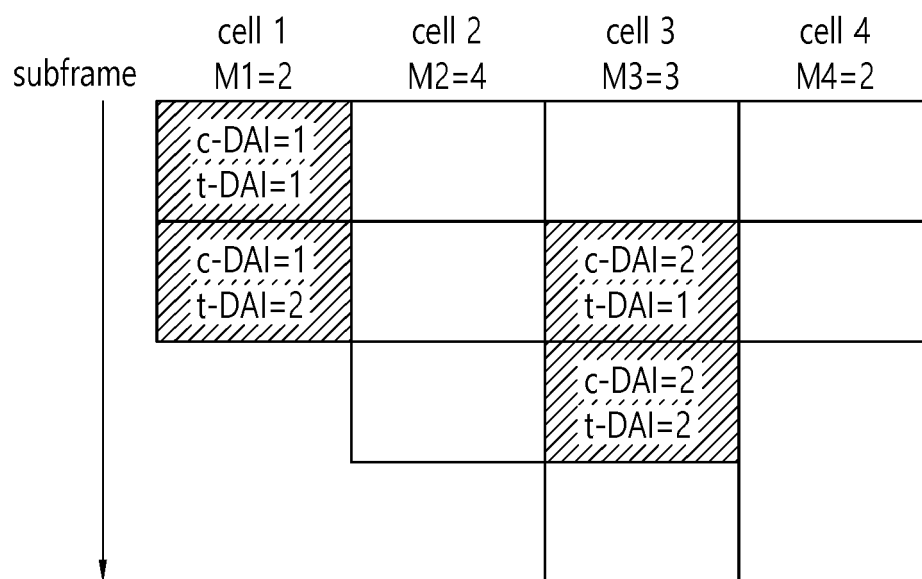 cell 1 cell 2 cell 3 cell 4
subframe M1=2 M2=4 M3=3 M4=2
c-DAI=1
t-DAI=1
c-DAI=1 c-DAI=2
t-DAI=2 t-DAI=1
c-DAI=2
t-DAI=2